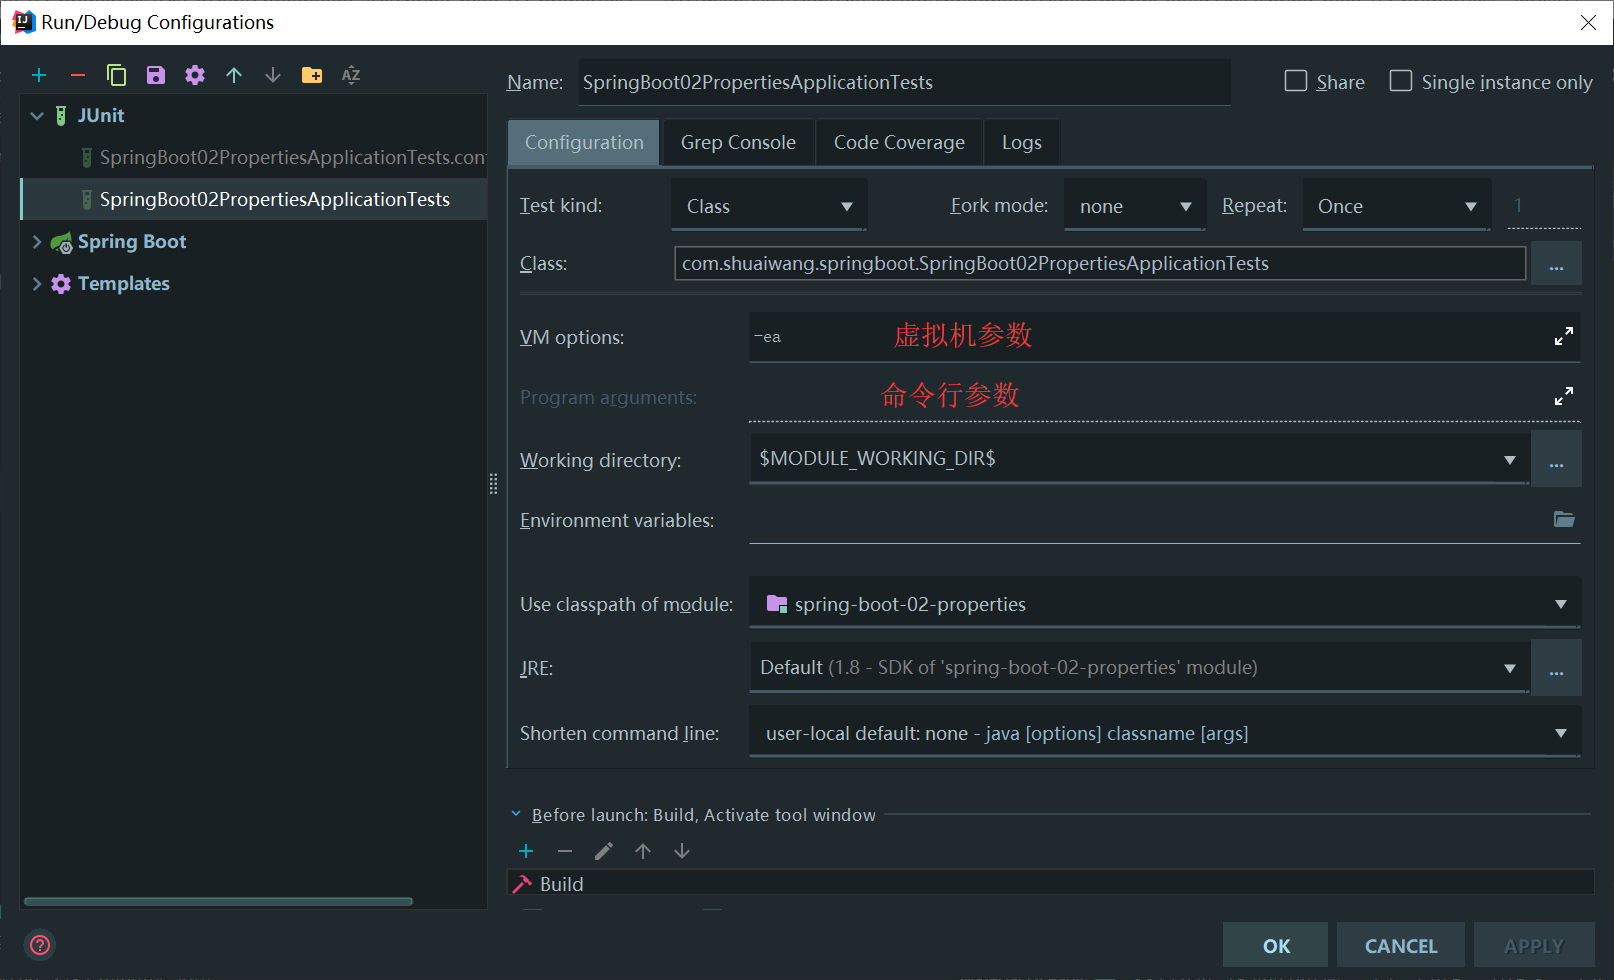 Run/Debug Configurations
Name: SpringBoot02PropertiesApplicationTests
Share
Single instance only
JUnit
SpringBoot02PropertiesApplicationTests.con
SpringBoot02PropertiesApplicationTests
Spring Boot
Templates
Configuration
Grep Console
Code Coverage
Logs
Test kind: Class
Fork mode: none
Repeat: Once
1
Class: com.shuaiwang.springboot.SpringBoot02PropertiesApplicationTests ...
VM options: -ea 虚拟机参数
Program arguments: 命令行参数
Working directory: $MODULE_WORKING_DIR$ ...
Environment variables:
Use classpath of module: spring-boot-02-properties
JRE: Default (1.8 - SDK of 'spring-boot-02-properties' module) ...
Shorten command line: user-local default: none - java [options] classname [args]
Before launch: Build, Activate tool window
Build
OK
CANCEL
APPLY